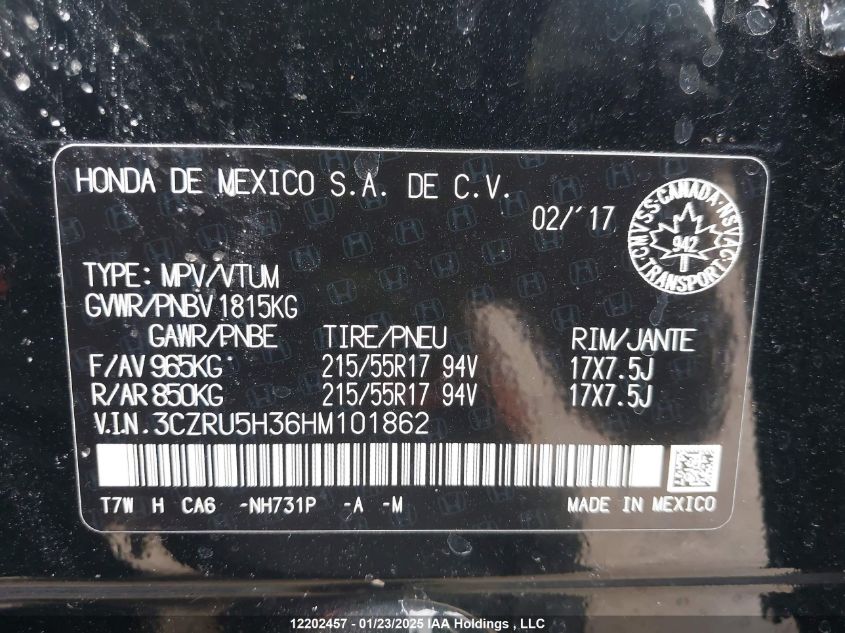 HONDA DE MEXICO S.A. DE C.V.
02/'17
CMVSS·CANADA·NSVAC
942
TRANSPORT
TYPE: MPV/VTUM
GVWR/PNBV 1815KG
GAWR/PNBE TIRE/PNEU RIM/JANTE
F/AV 965KG 215/55R17 94V 17X7.5J
R/AR 850KG 215/55R17 94V 17X7.5J
V.I.N. 3CZRU5H36HM101862
T7W H CA6 -NH731P -A -M MADE IN MEXICO
12202457 - 01/23/2025 IAA Holdings , LLC